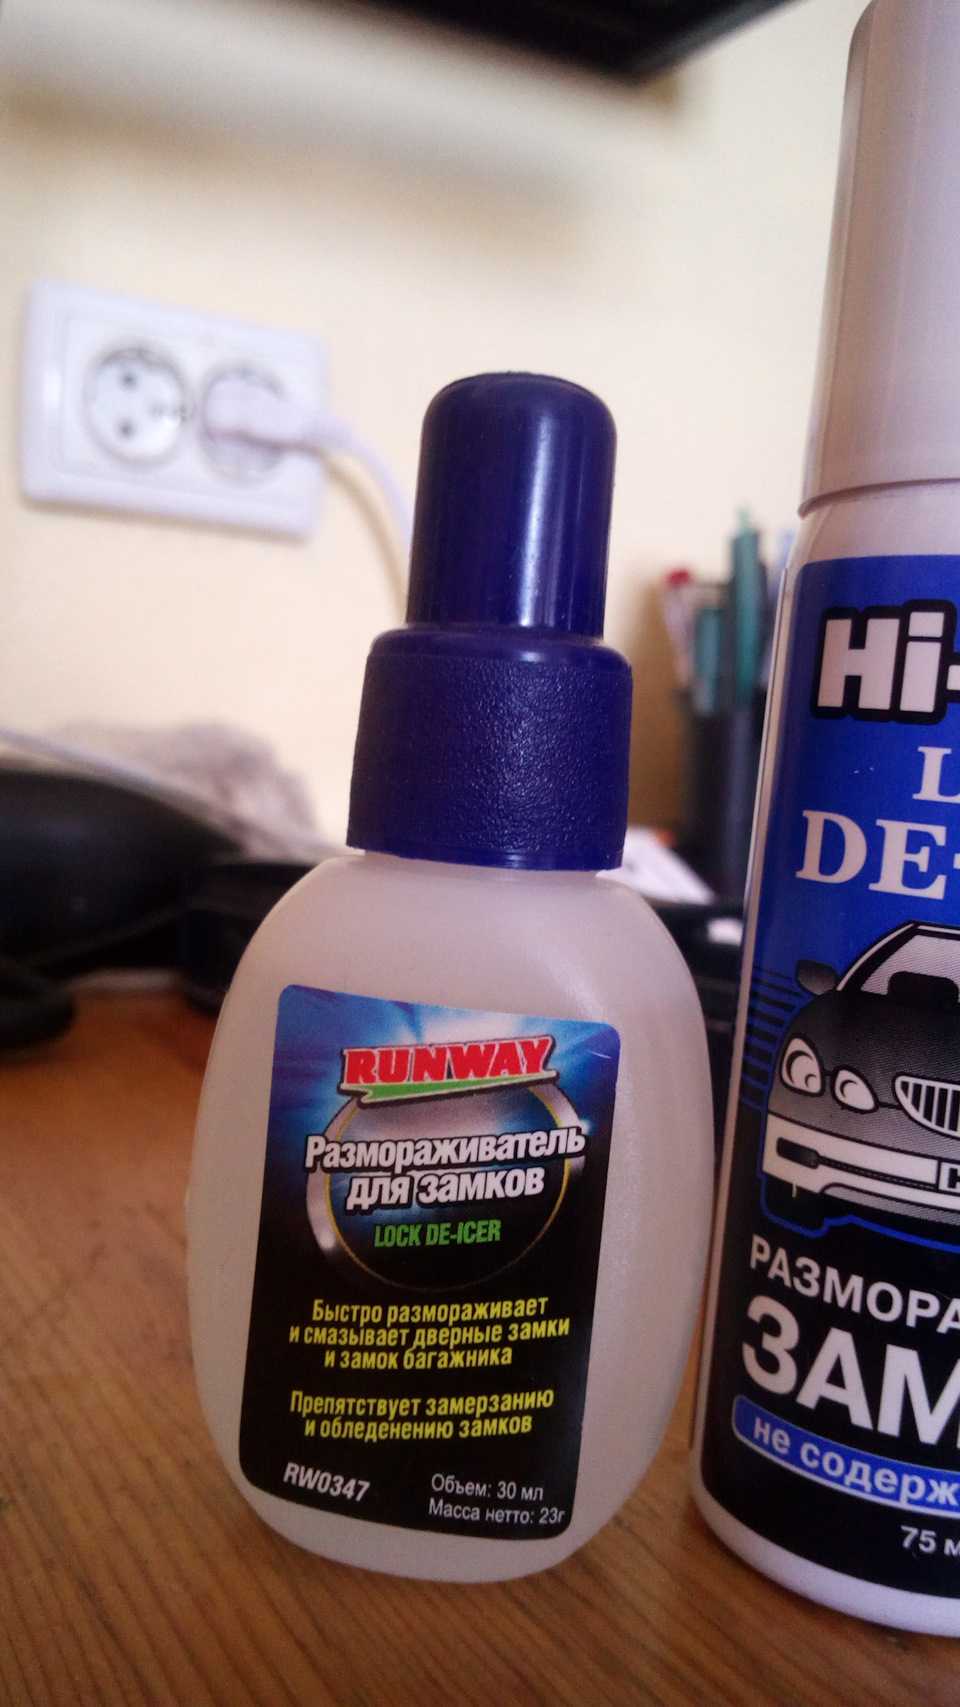 RUNWAY
Размораживатель
для замков
LOCK DE-ICER
Быстро размораживает
и смазывает дверные замки
и замок багажника
Препятствует замерзанию
и обледенению замков
RW0347
Объем: 30 мл
Масса нетто: 23г
Hi-
L
DE-
РАЗМОРА
ЗАМ
не содерж
75 м